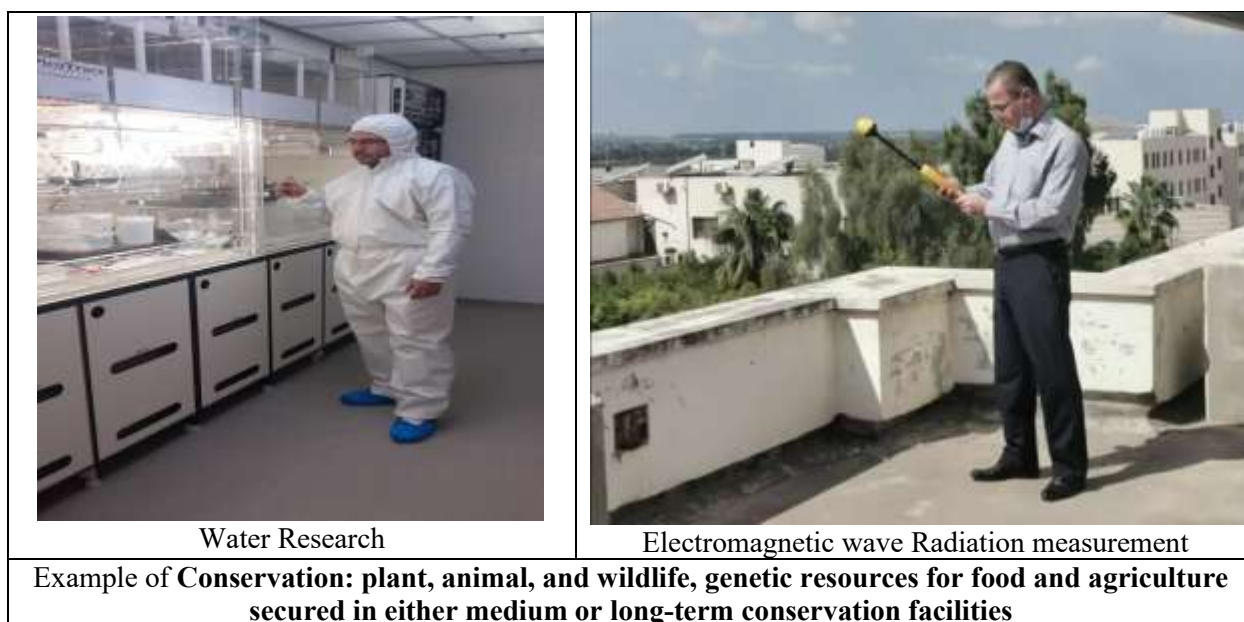 Water Research
Electromagnetic wave Radiation measurement
Example of Conservation: plant, animal, and wildlife, genetic resources for food and agriculture
secured in either medium or long-term conservation facilities